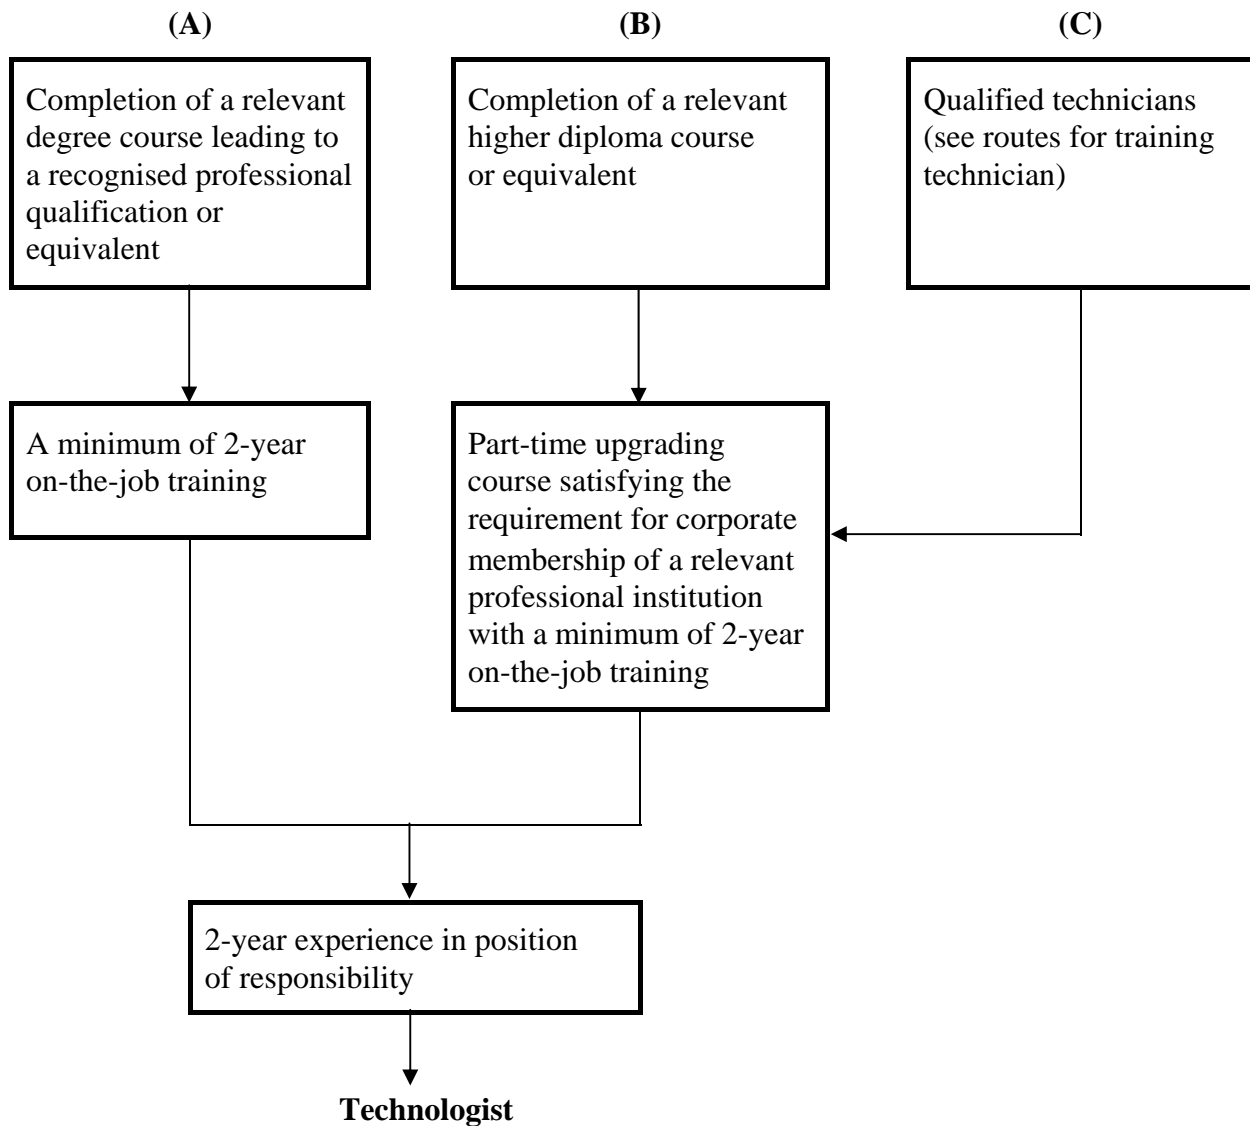 (A)
(B)
(C)
Completion of a relevant
degree course leading to
a recognised professional
qualification or
equivalent
Completion of a relevant
higher diploma course
or equivalent
Qualified technicians
(see routes for training
technician)
A minimum of 2-year
on-the-job training
Part-time upgrading
course satisfying the
requirement for corporate
membership of a relevant
professional institution
with a minimum of 2-year
on-the-job training
2-year experience in position
of responsibility
Technologist